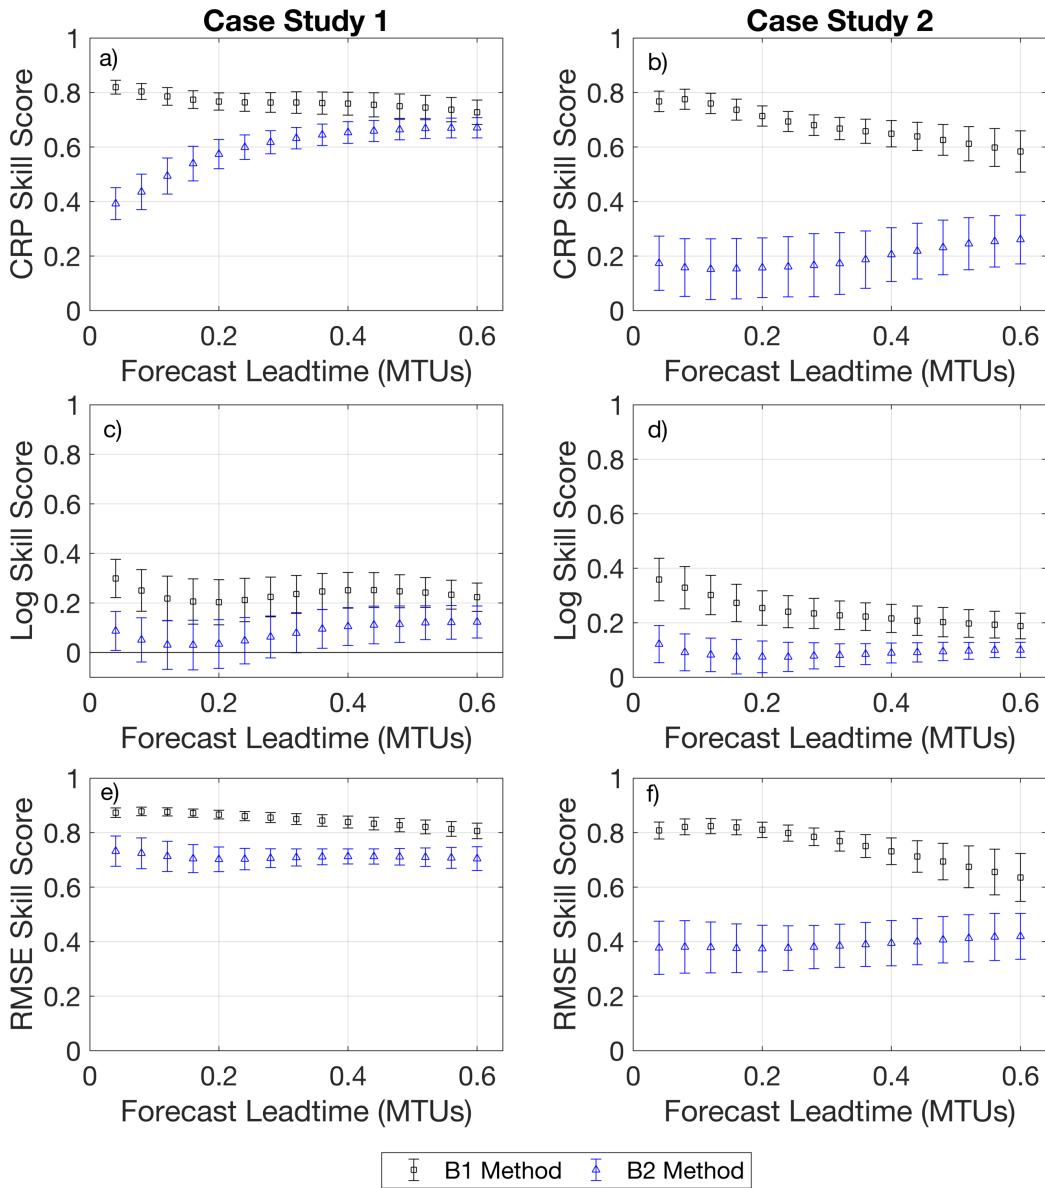 Case Study 1
Case Study 2
a)
1
0.8
0.6
0.4
0.2
0
CRP Skill Score
0
0.2
0.4
0.6
Forecast Leadtime (MTUs)
b)
1
0.8
0.6
0.4
0.2
0
CRP Skill Score
0
0.2
0.4
0.6
Forecast Leadtime (MTUs)
c)
1
0.8
0.6
0.4
0.2
0
Log Skill Score
0
0.2
0.4
0.6
Forecast Leadtime (MTUs)
d)
1
0.8
0.6
0.4
0.2
0
Log Skill Score
0
0.2
0.4
0.6
Forecast Leadtime (MTUs)
e)
1
0.8
0.6
0.4
0.2
0
RMSE Skill Score
0
0.2
0.4
0.6
Forecast Leadtime (MTUs)
f)
1
0.8
0.6
0.4
0.2
0
RMSE Skill Score
0
0.2
0.4
0.6
Forecast Leadtime (MTUs)
B1 Method
B2 Method